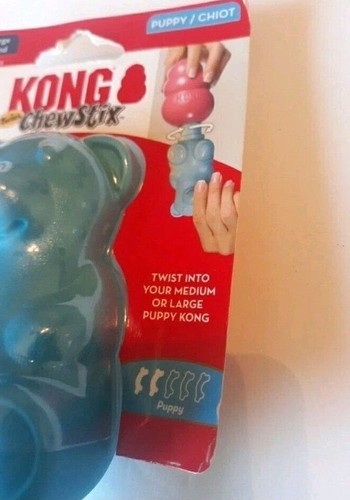 PUPPY / CHIOT
KONG
ChewStix
TWIST INTO
YOUR MEDIUM
OR LARGE
PUPPY KONG
Puppy